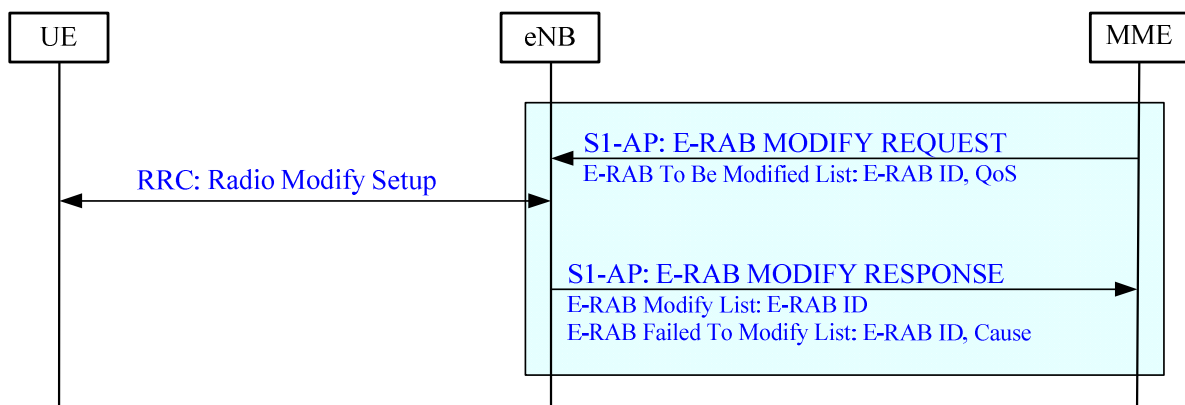 UE
eNB
MME
S1-AP: E-RAB MODIFY REQUEST
E-RAB To Be Modified List: E-RAB ID, QoS
RRC: Radio Modify Setup
S1-AP: E-RAB MODIFY RESPONSE
E-RAB Modify List: E-RAB ID
E-RAB Failed To Modify List: E-RAB ID, Cause